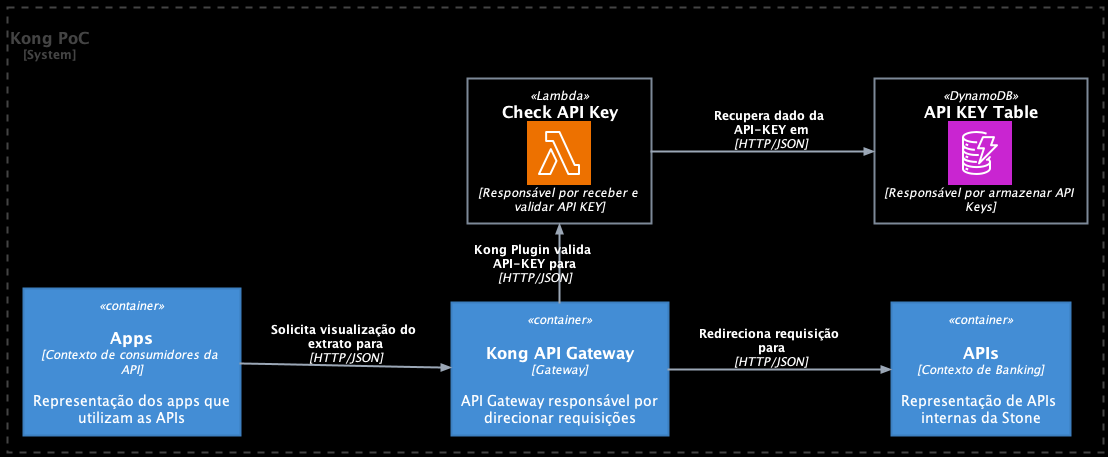 Kong PoC
[System]
«Lambda»
Check API Key
[Responsável por receber e
validar API KEY]
Recupera dado da
API-KEY em
[HTTP/JSON]
«DynamoDB»
API KEY Table
[Responsável por armazenar API
Keys]
Kong Plugin valida
API-KEY para
[HTTP/JSON]
«container»
Apps
[Contexto de consumidores da
API]
Representação dos apps que
utilizam as APIs
Solicita visualização do
extrato para
[HTTP/JSON]
«container»
Kong API Gateway
[Gateway]
API Gateway responsável por
direcionar requisições
Redireciona requisição
para
[HTTP/JSON]
«container»
APIs
[Contexto de Banking]
Representação de APIs
internas da Stone